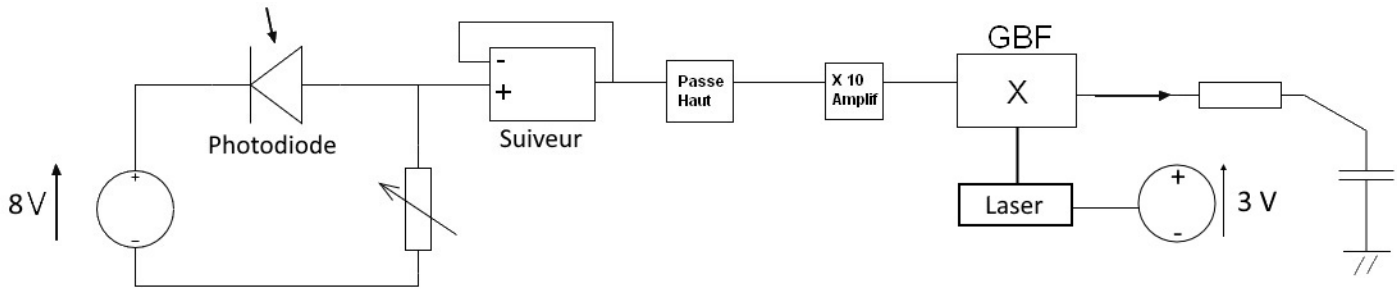 8 V
+
-
Photodiode
-
+
Suiveur
Passe
Haut
X 10
Amplif
GBF
X
Laser
+
-
3 V